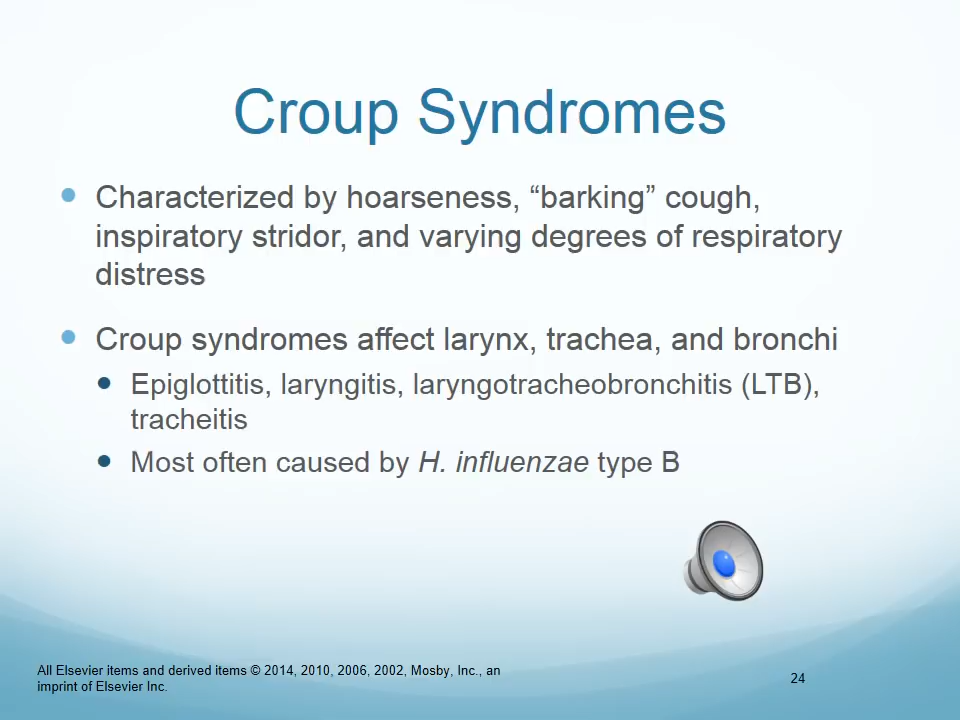 Croup Syndromes
Characterized by hoarseness, “barking” cough,
inspiratory stridor, and varying degrees of respiratory
distress
Croup syndromes affect larynx, trachea, and bronchi
Epiglottitis, laryngitis, laryngotracheobronchitis (LTB),
tracheitis
Most often caused by H. influenzae type B
All Elsevier items and derived items © 2014, 2010, 2006, 2002, Mosby, Inc., an
imprint of Elsevier Inc.
24